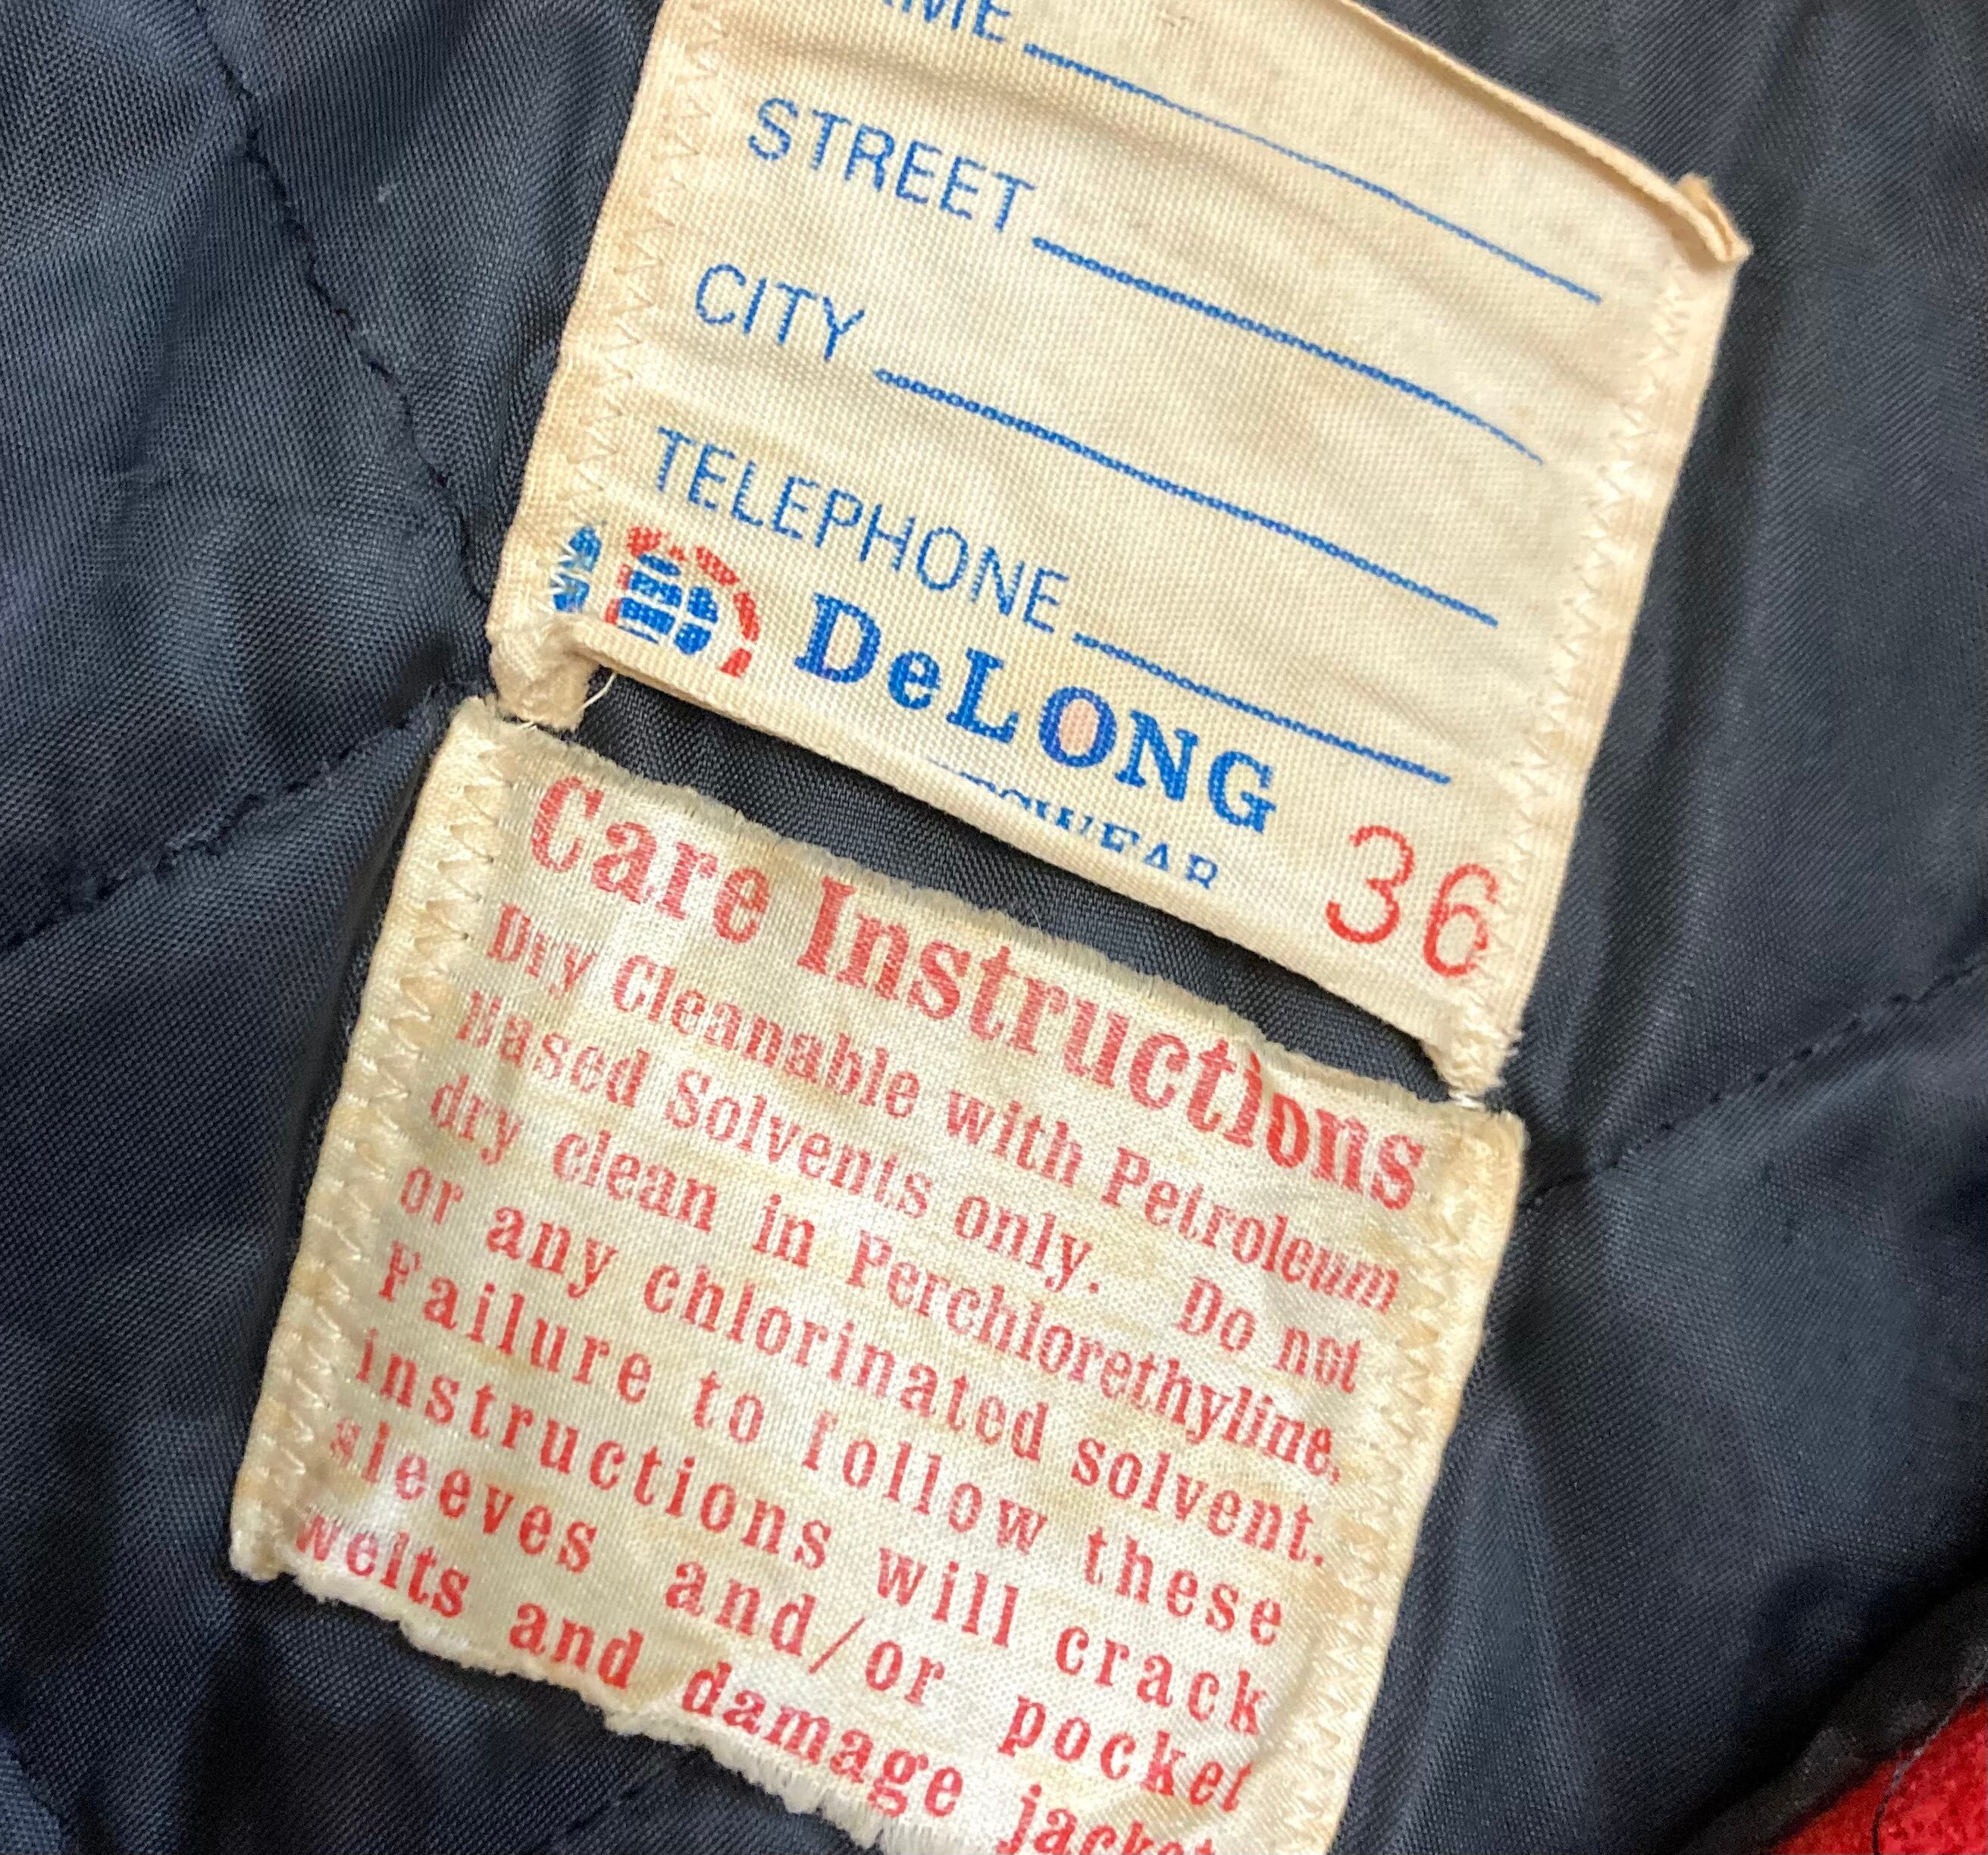 STREET
CITY
TELEPHONE
DeLONG
36
Care Instructions
Dry Cleanable with Petroleum
Based Solvents only. Do not
dry clean in Perchlorethyline,
or any chlorinated solvent.
Failure to follow these
instructions will crack
sleeves and/or pocket
welts and damage jacket